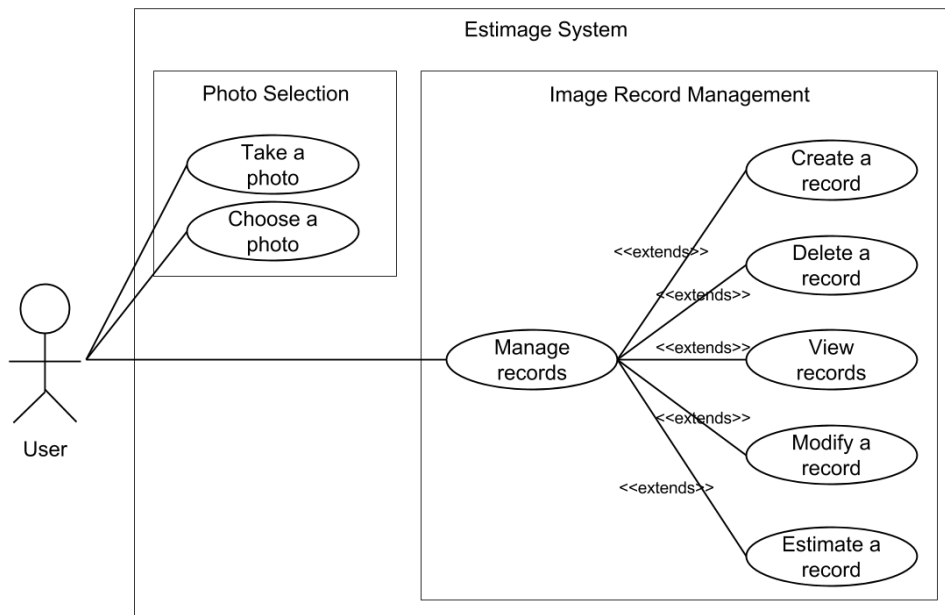 Estimage System
Photo Selection
Take a
photo
Choose a
photo
User
Image Record Management
Manage
records
<<extends>>
<<extends>>
<<extends>>
<<extends>>
<<extends>>
Create a
record
Delete a
record
View
records
Modify a
record
Estimate a
record